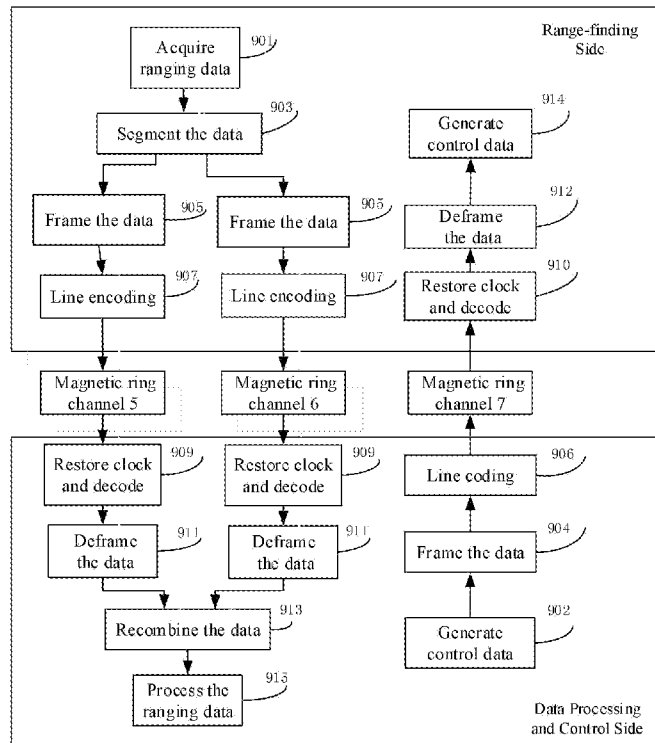 Range-finding
Side
Acquire
ranging data
901
Segment the data
903
Generate
control data
914
Frame the data
905
Frame the data
905
Deframe
the data
912
Line encoding
907
Line encoding
907
Restore clock
and decode
910
Magnetic ring
channel 5
Magnetic ring
channel 6
Magnetic ring
channel 7
Restore clock
and decode
909
Restore clock
and decode
909
Line coding
906
Deframe
the data
911
Deframe
the data
911
Frame the data
904
Recombine the data
913
Generate
control data
902
Process the
ranging data
915
Data Processing
and Control Side